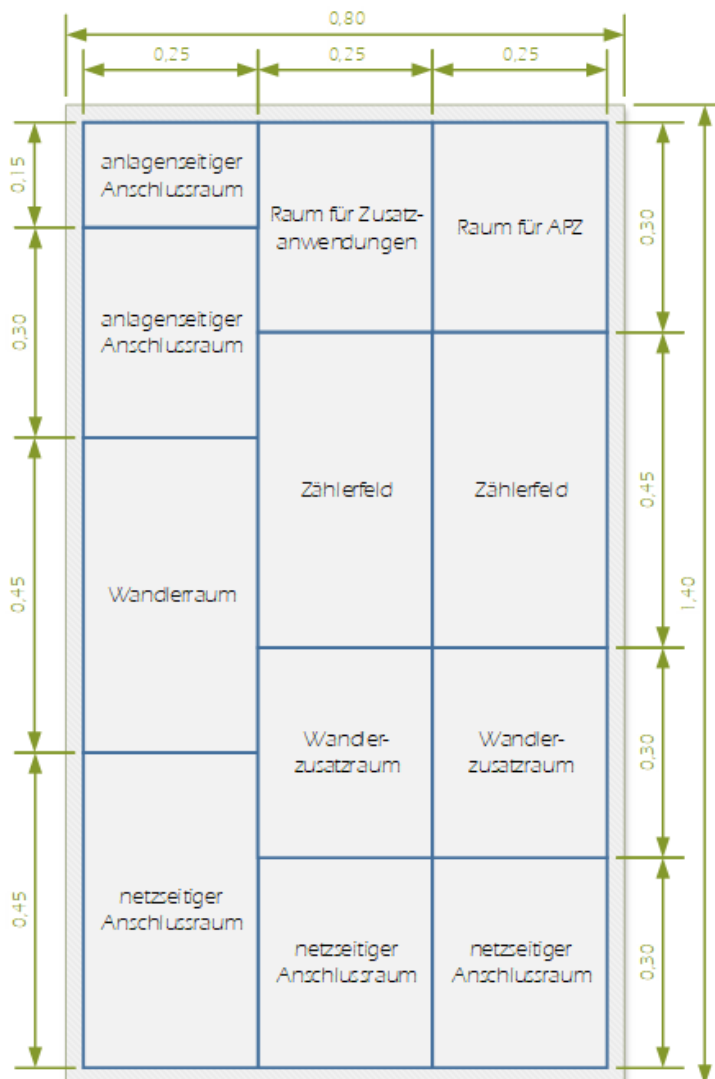 0,80
0,25
0,25
0,25
0,15
anlagenseitiger
Anschlussraum
Raum für Zusatz-
anwendungen
Raum für APZ
0,30
0,30
anlagenseitiger
Anschlussraum
0,45
Wandlerraum
Zählerfeld
Zählerfeld
0,45
1,40
Wandler-
zusatzraum
Wandler-
zusatzraum
0,30
0,45
netzseitiger
Anschlussraum
netzseitiger
Anschlussraum
netzseitiger
Anschlussraum
0,30